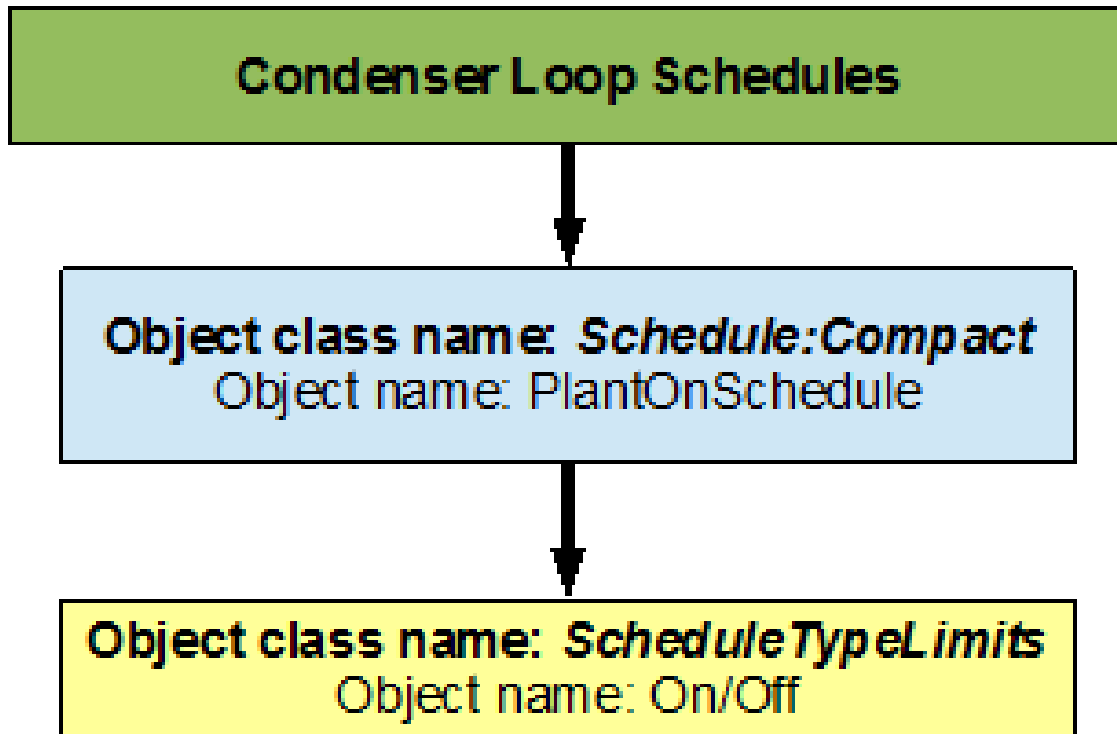 Condenser Loop Schedules
Object class name: Schedule:Compact
Object name: PlantOnSchedule
Object class name: ScheduleTypeLimits
Object name: On/Off